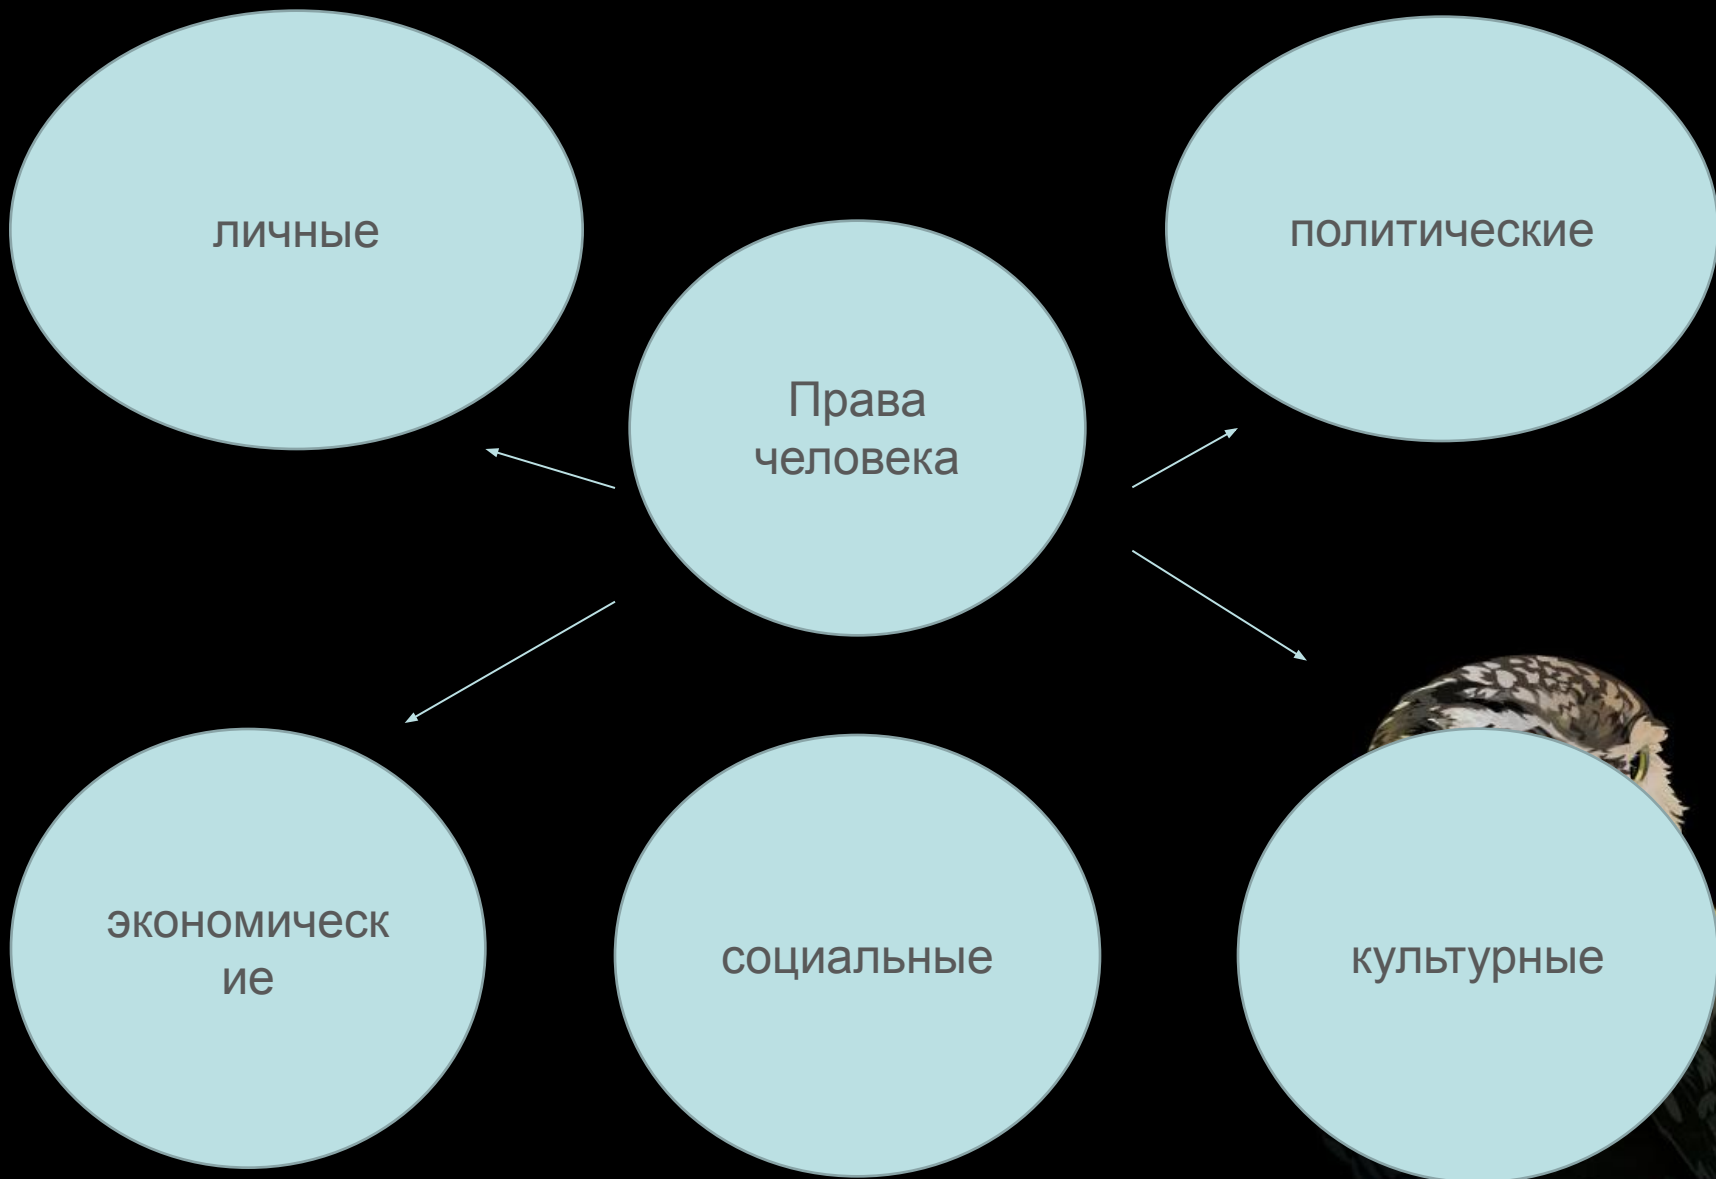 личные
политические
Права
человека
экономическ
ие
социальные
культурные